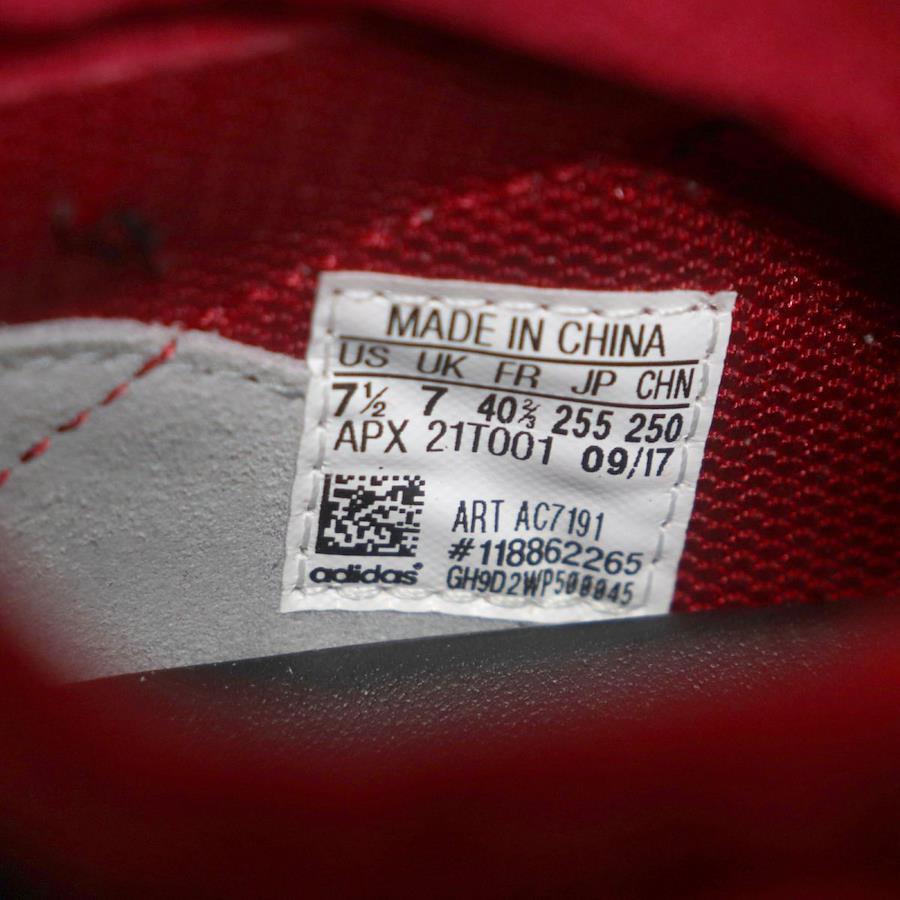 MADE IN CHINA
US UK FR JP CHN
7½ 7 40⅔ 255 250
APX 21T001 09/17
ART AC7191
#118862265
adidas® GH9D2WP500045